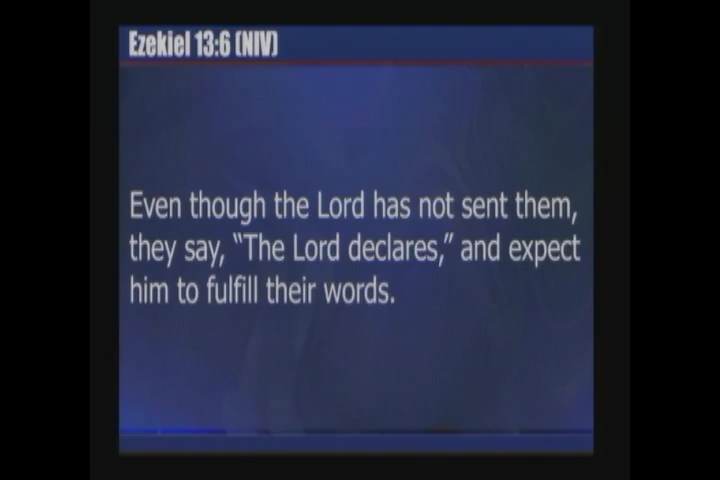 Ezekiel 13:6 (NIV)
Even though the Lord has not sent them,
they say, “The Lord declares,” and expect
him to fulfill their words.